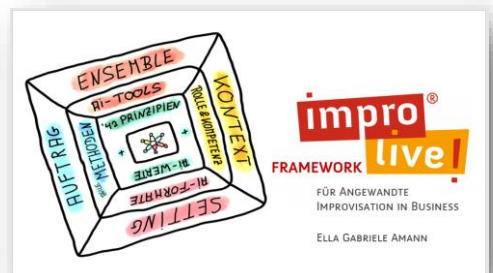 ENSEMBLE
Ai-TOOLS
42 PRINZIPIEN
AUFTRAG
METHODEN
+
+
ROLLE & KOMPETENZ
KONTEXT
Ai-WERTE
Ai-FORMATE
SETTING
impro®
FRAMEWORK live!
FÜR ANGEWANDTE
IMPROVISATION IN BUSINESS
ELLA GABRIELE AMANN